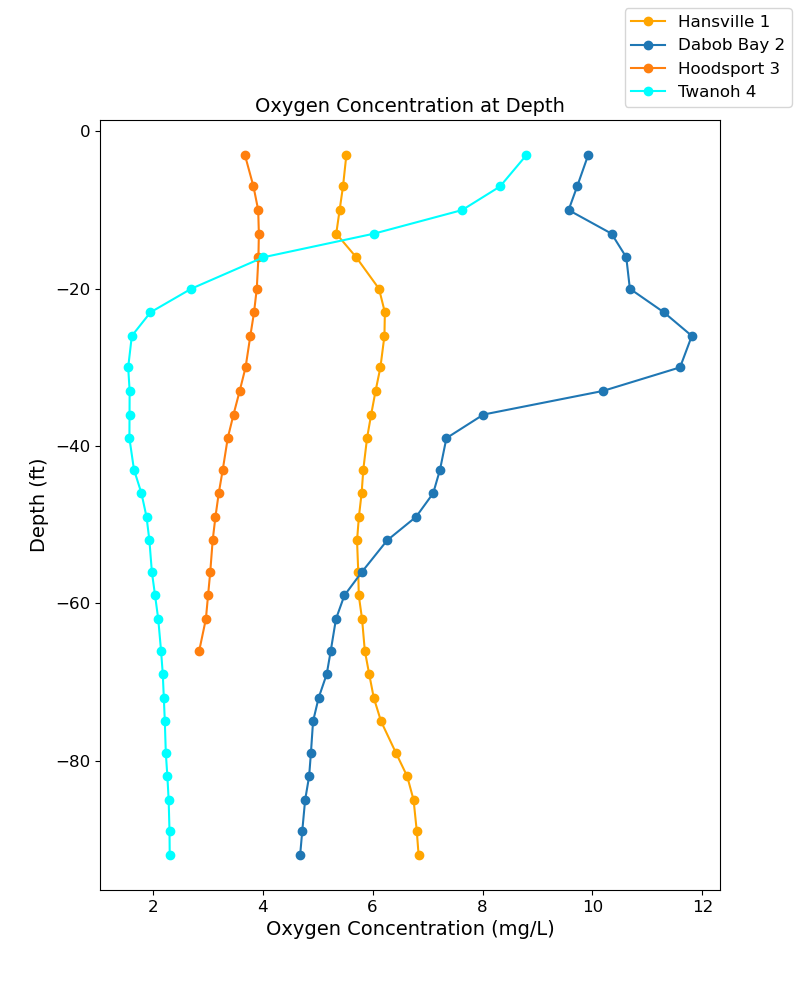 Hansville 1
Dabob Bay 2
Hoodsport 3
Twanoh 4
Oxygen Concentration at Depth
0
−20
−40
−60
−80
Depth (ft)
2 4 6 8 10 12
Oxygen Concentration (mg/L)